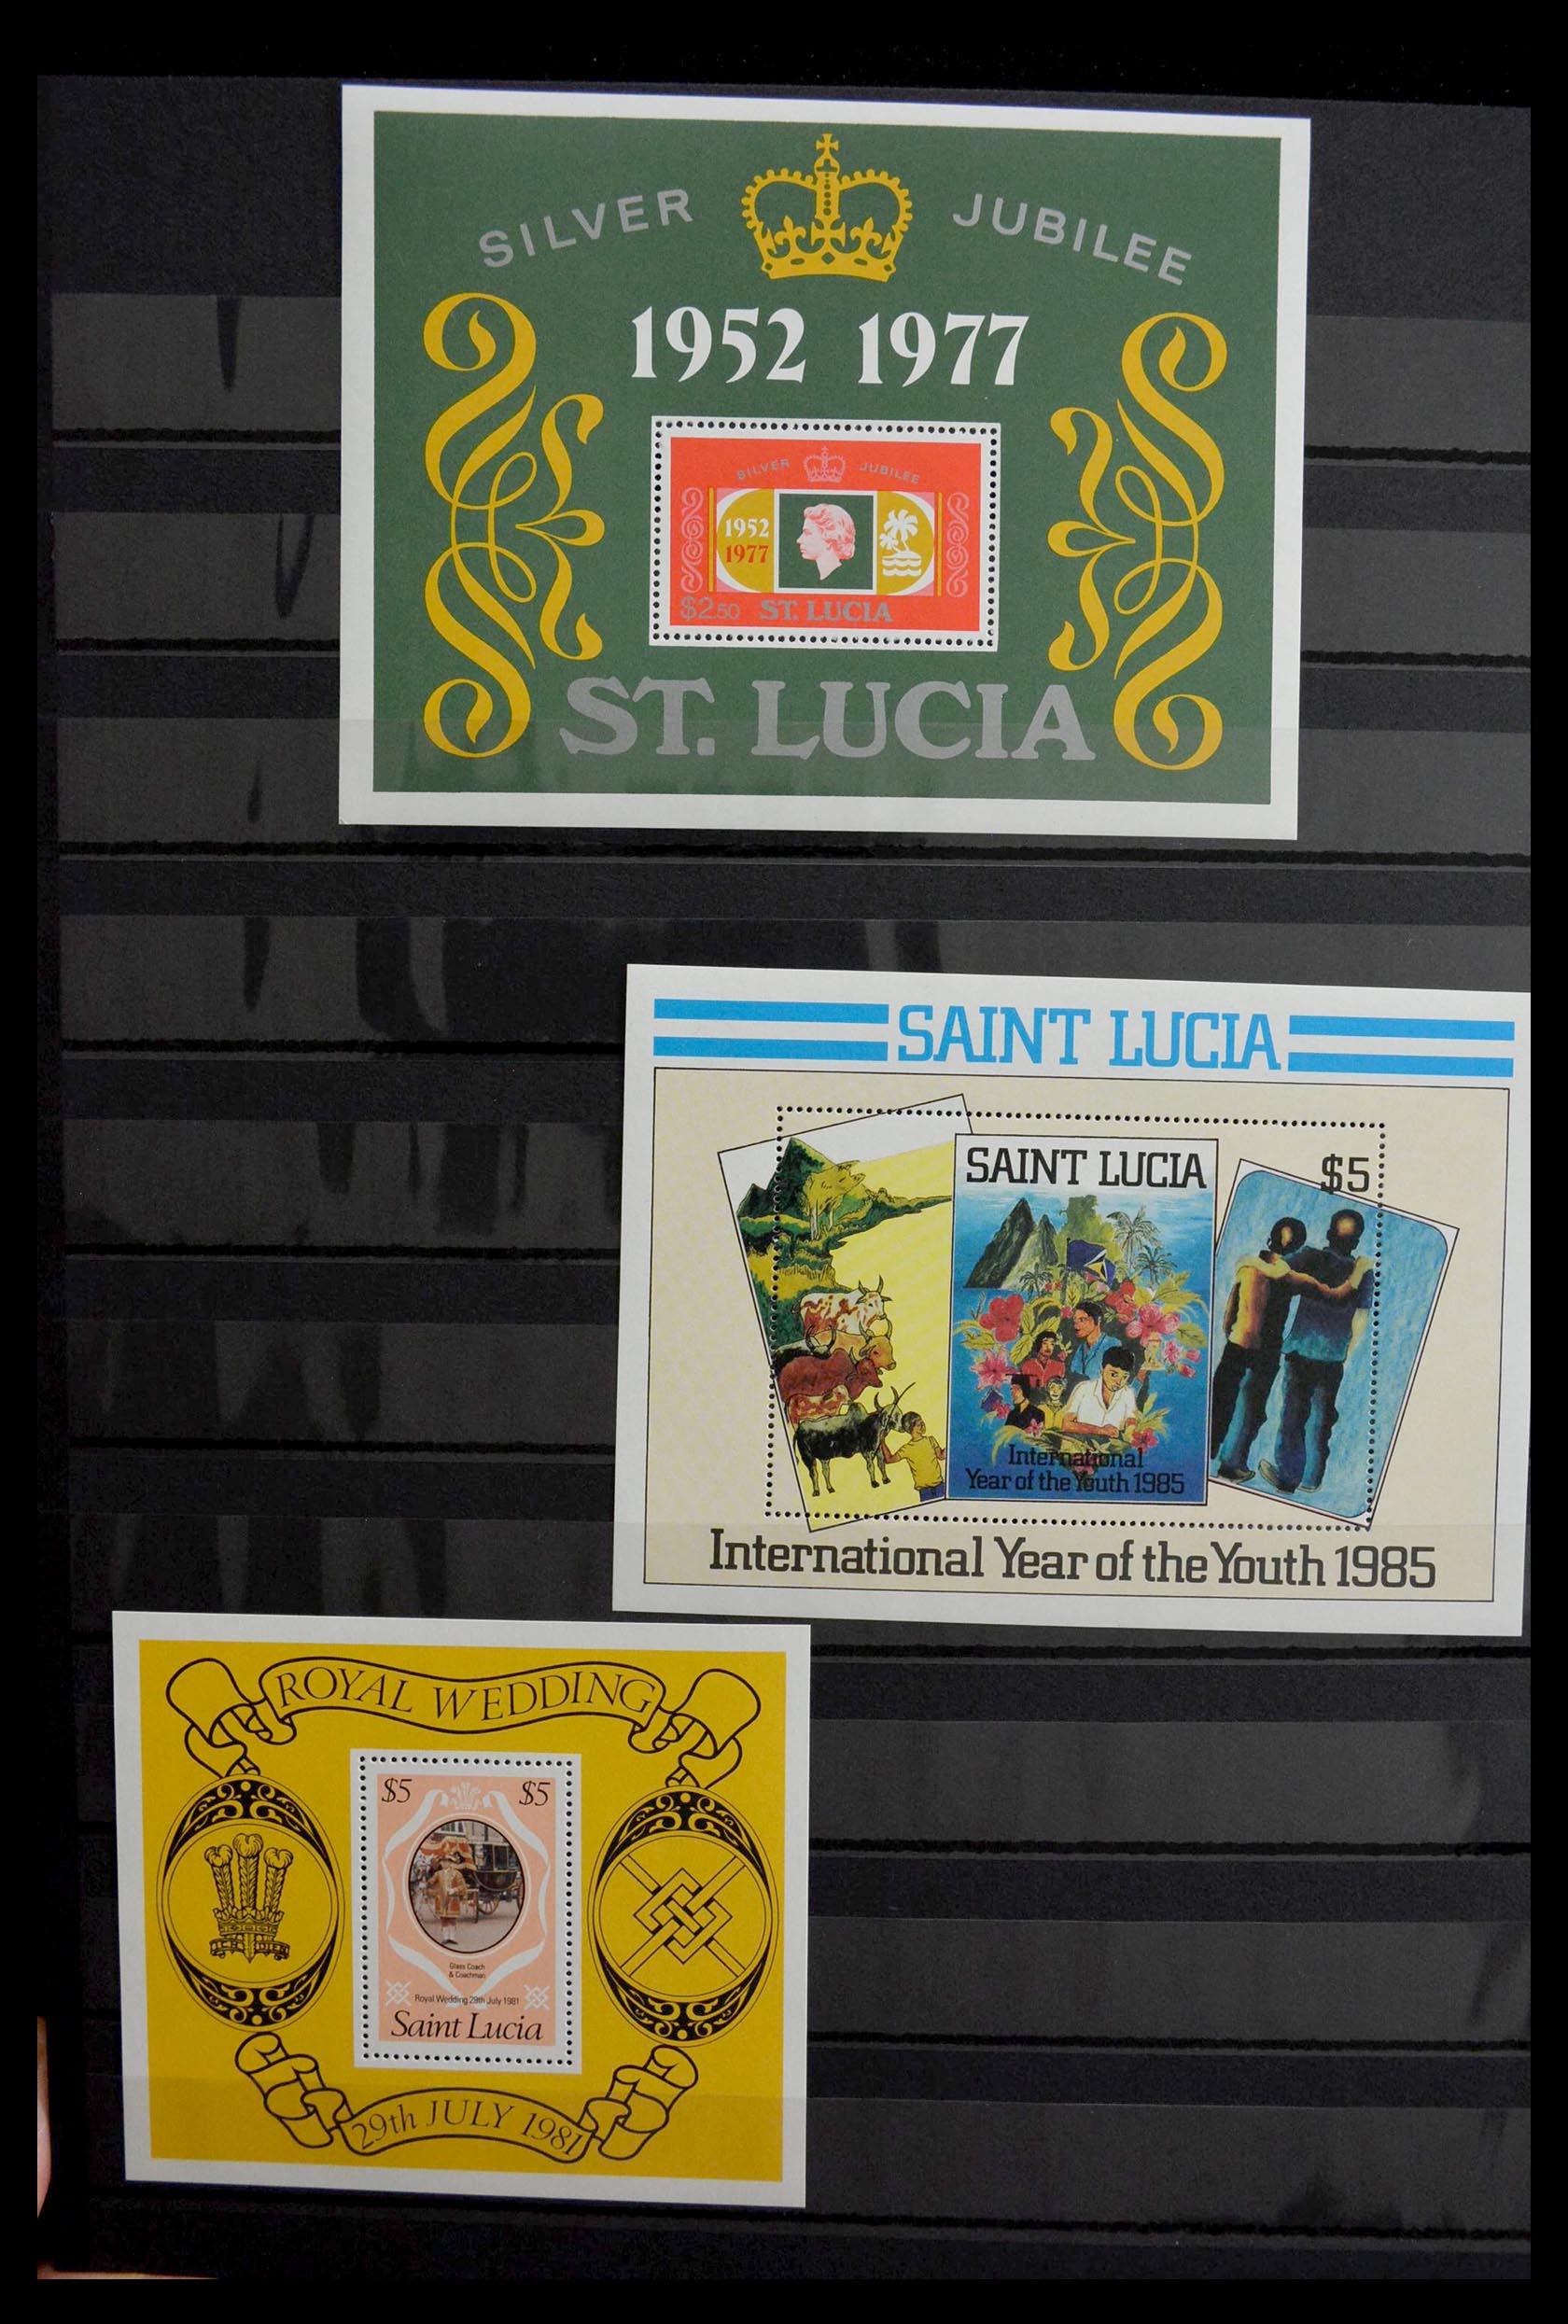 SILVER JUBILEE
1952 1977
SILVER JUBILEE
1952
1977
$2.50 ST. LUCIA
ST. LUCIA
SAINT LUCIA
SAINT LUCIA
$5
International
Year of the Youth 1985
International Year of the Youth 1985
ROYAL WEDDING
$5 $5
ICH DIEN
Glass Coach
& Coachman
Royal Wedding 29th July 1981
Saint Lucia
29th JULY 1981